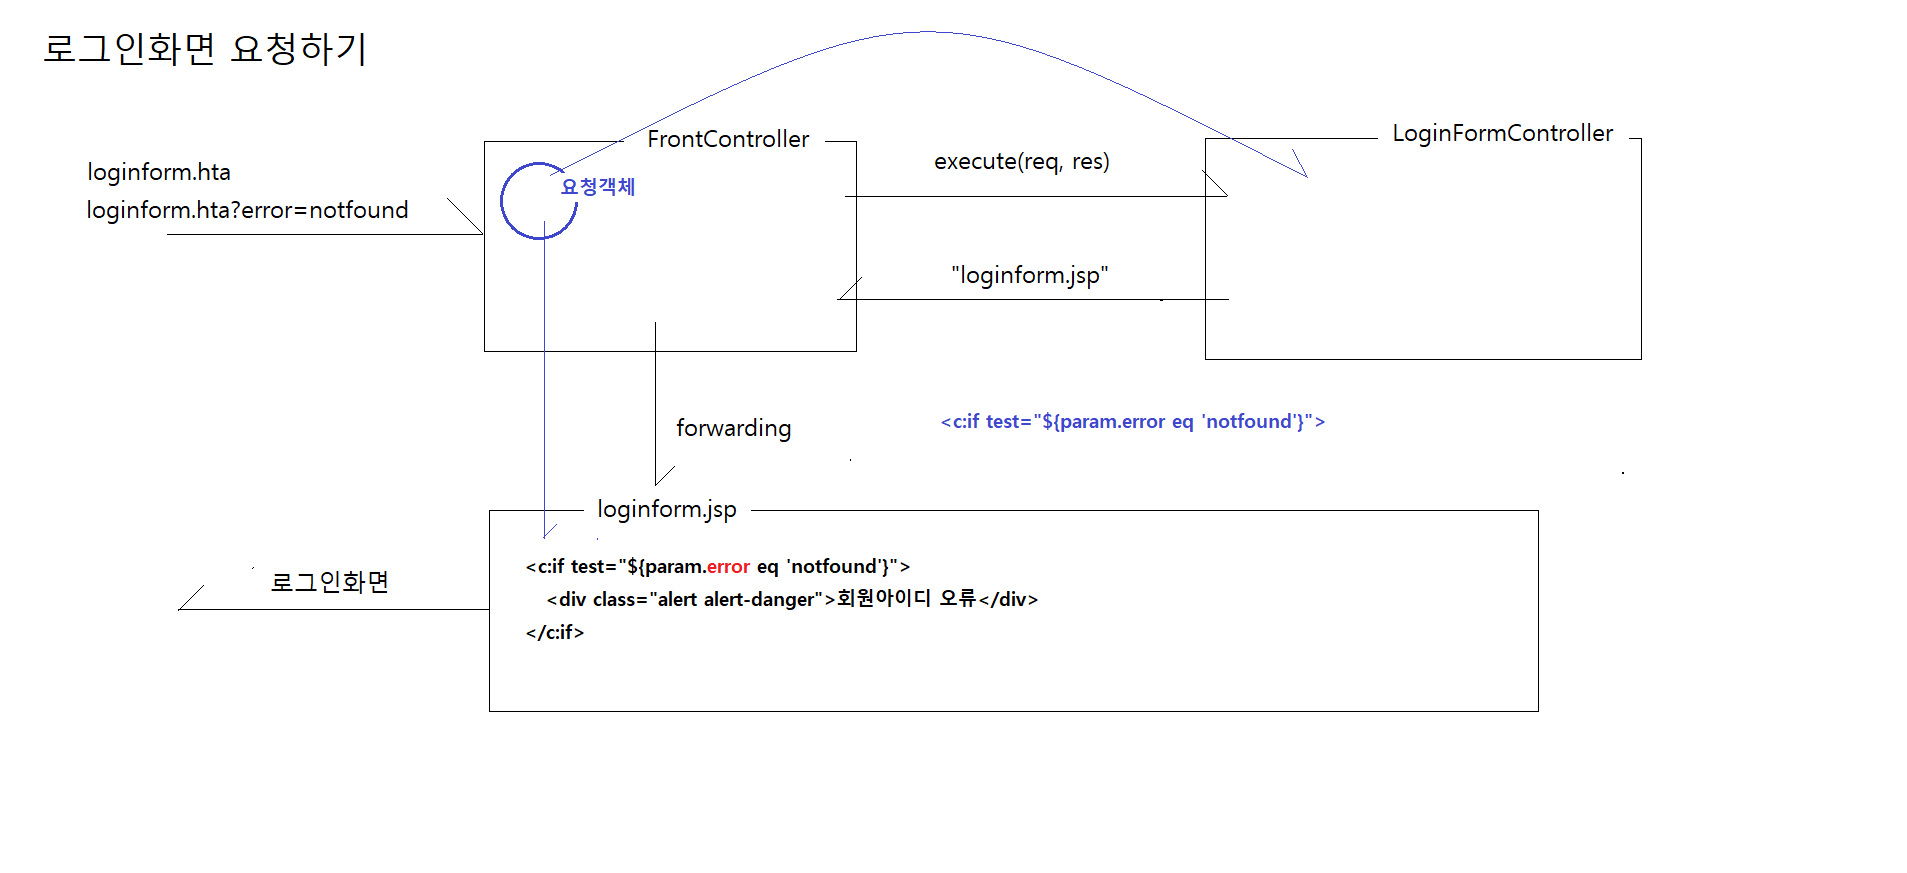 로그인화면 요청하기
FrontController
LoginFormController
loginform.hta
loginform.hta?error=notfound
요청객체
execute(req, res)
"loginform.jsp"
forwarding
<c:if test="${param.error eq 'notfound'}">
loginform.jsp
로그인화면
<c:if test="${param.error eq 'notfound'}">
<div class="alert alert-danger">회원아이디 오류</div>
</c:if>